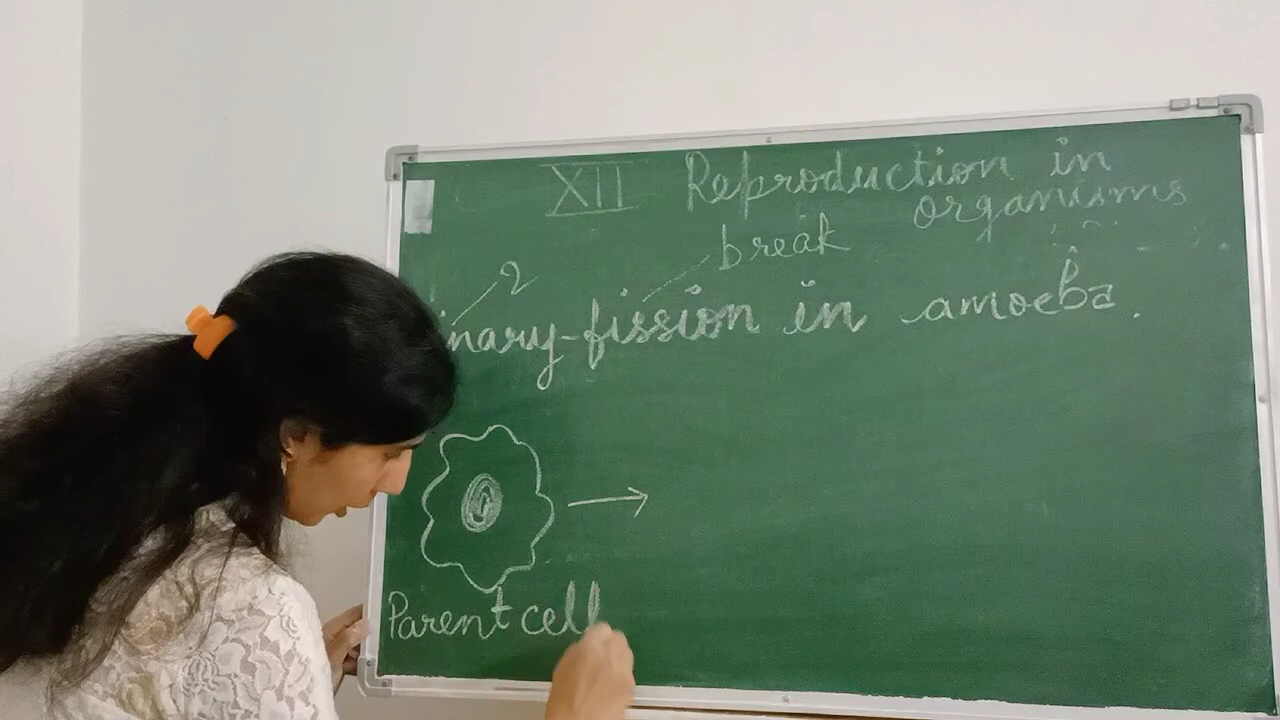 XII Reproduction in
organisms
break
2
nary-fission in amoeba.
Parent cell